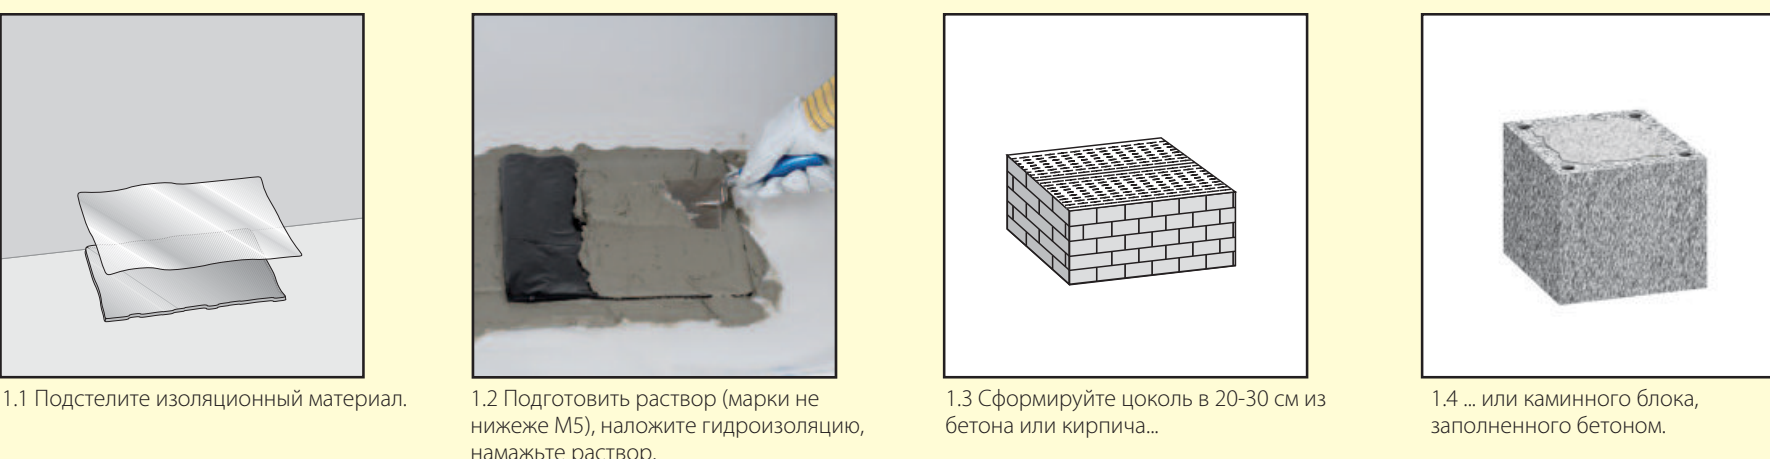 1.1 Подстелите изоляционный материал.
1.2 Подготовить раствор (марки не
нижеже М5), наложите гидроизоляцию,
намажьте раствор.
1.3 Сформируйте цоколь в 20-30 см из
бетона или кирпича...
1.4 ... или каминного блока,
заполненного бетоном.